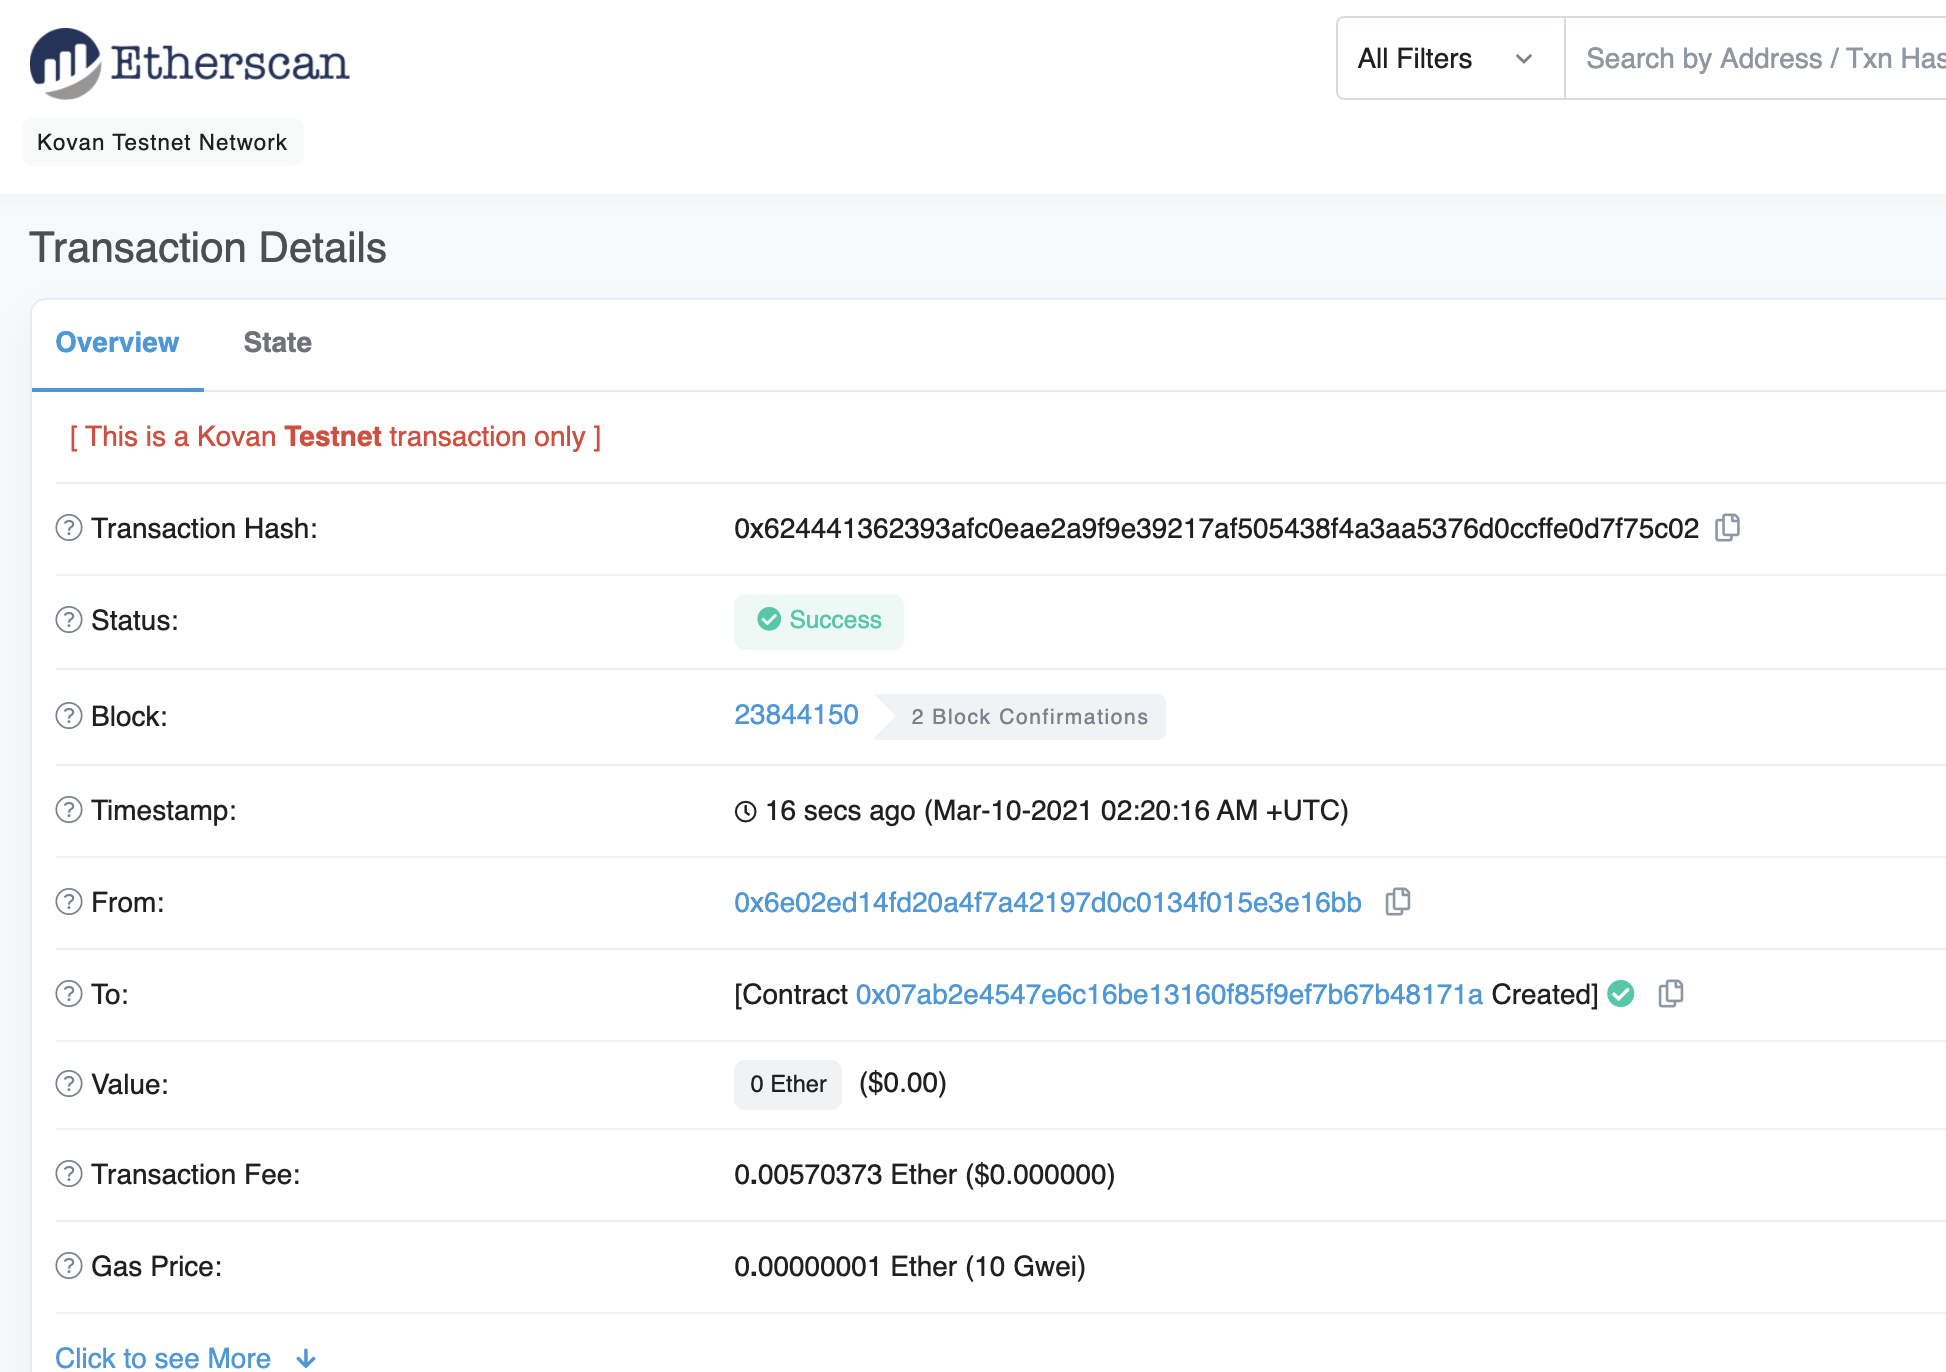 Etherscan
All Filters
Search by Address / Txn Has
Kovan Testnet Network
Transaction Details
Overview State
[ This is a Kovan Testnet transaction only ]
Transaction Hash: 0x624441362393afc0eae2a9f9e39217af505438f4a3aa5376d0ccffe0d7f75c02
Status: Success
Block: 23844150 2 Block Confirmations
Timestamp: 16 secs ago (Mar-10-2021 02:20:16 AM +UTC)
From: 0x6e02ed14fd20a4f7a42197d0c0134f015e3e16bb
To: [Contract 0x07ab2e4547e6c16be13160f85f9ef7b67b48171a Created]
Value: 0 Ether ($0.00)
Transaction Fee: 0.00570373 Ether ($0.000000)
Gas Price: 0.00000001 Ether (10 Gwei)
Click to see More